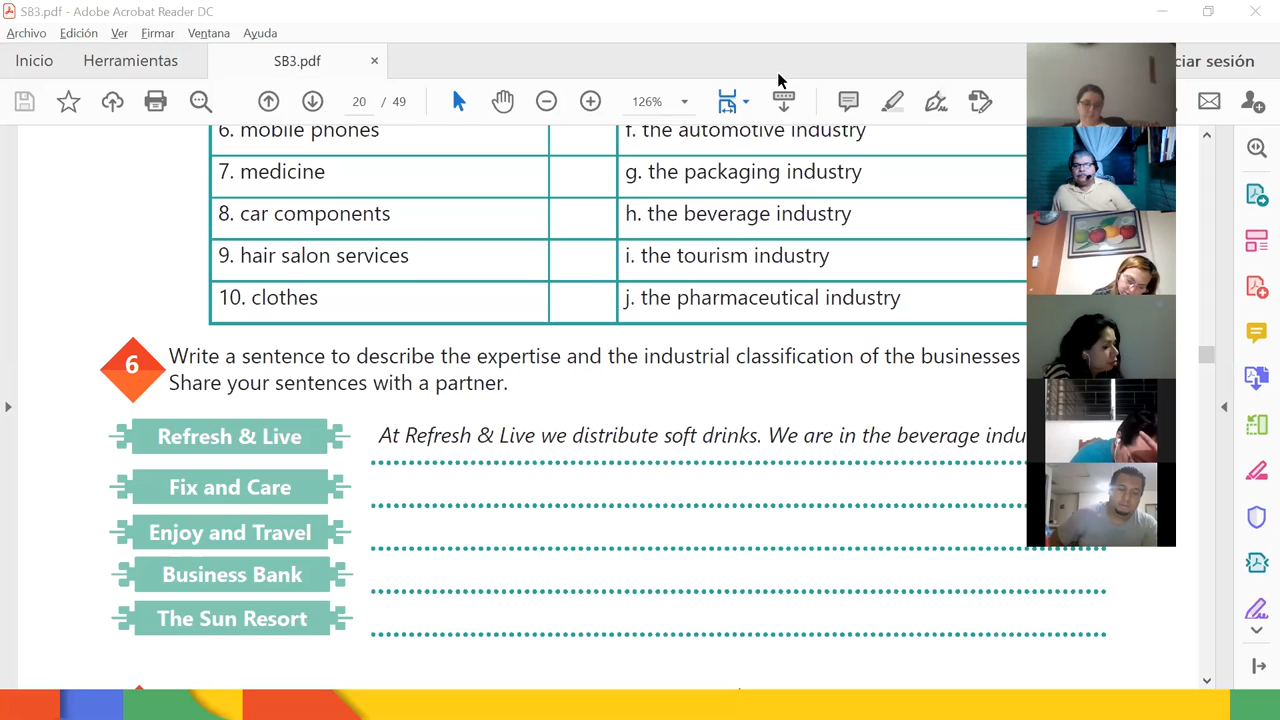 SB3.pdf - Adobe Acrobat Reader DC
Archivo Edición Ver Firmar Ventana Ayuda
Inicio Herramientas SB3.pdf × ciar sesión
20 / 49 126%
6. mobile phones f. the automotive industry
7. medicine g. the packaging industry
8. car components h. the beverage industry
9. hair salon services i. the tourism industry
10. clothes j. the pharmaceutical industry
6 Write a sentence to describe the expertise and the industrial classification of the businesses
Share your sentences with a partner.
Refresh & Live At Refresh & Live we distribute soft drinks. We are in the beverage indu
Fix and Care
Enjoy and Travel
Business Bank
The Sun Resort